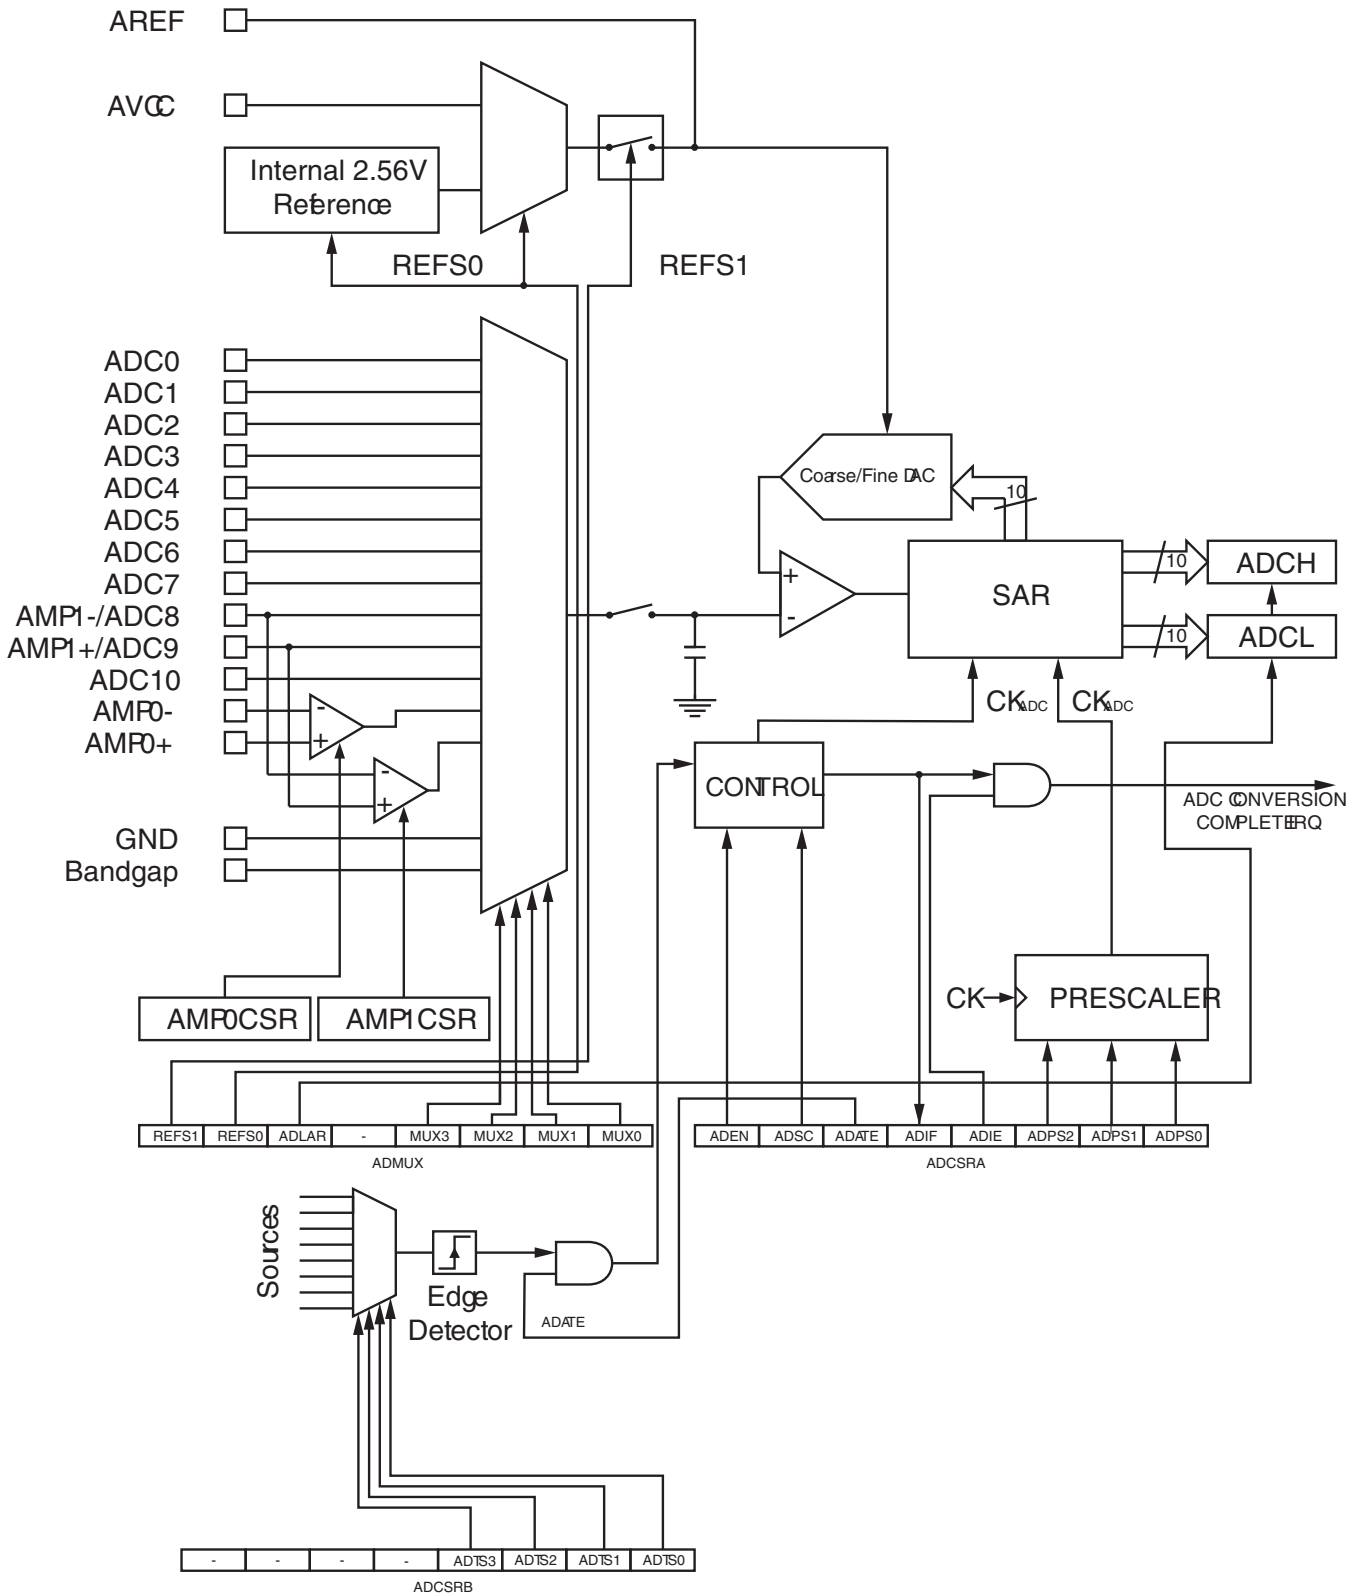 AREF
AVCC
Internal 2.56V
Reference
REFS0
REFS1
ADC0
ADC1
ADC2
ADC3
ADC4
ADC5
ADC6
ADC7
AMP1-/ADC8
AMP1+/ADC9
ADC10
AMP0-
AMP0+
GND
Bandgap
-
+
-
+
Coarse/Fine DAC
10
+
-
SAR
10
ADCH
10
ADCL
CKADC
CKADC
CONTROL
ADC CONVERSION
COMPLETE IRQ
CK
PRESCALER
AMP0CSR
AMP1CSR
REFS1 REFS0 ADLAR - MUX3 MUX2 MUX1 MUX0
ADMUX
ADEN ADSC ADATE ADIF ADIE ADPS2 ADPS1 ADPS0
ADCSRA
Sources
Edge
Detector
ADATE
- - - - ADTS3 ADTS2 ADTS1 ADTS0
ADCSRB